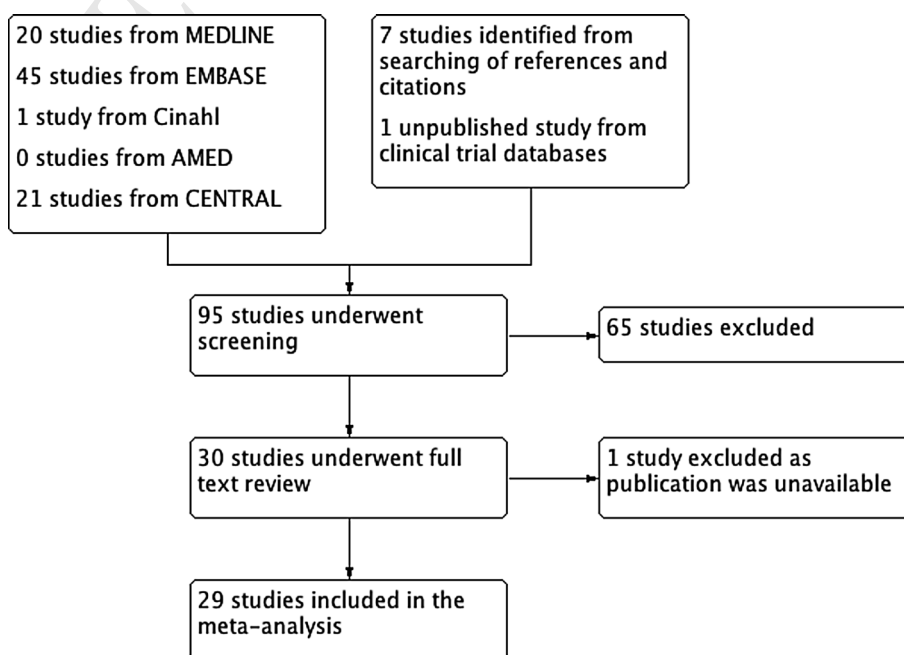 20 studies from MEDLINE
45 studies from EMBASE
1 study from Cinahl
0 studies from AMED
21 studies from CENTRAL
7 studies identified from
searching of references and
citations
1 unpublished study from
clinical trial databases
95 studies underwent
screening
65 studies excluded
30 studies underwent full
text review
1 study excluded as
publication was unavailable
29 studies included in the
meta-analysis